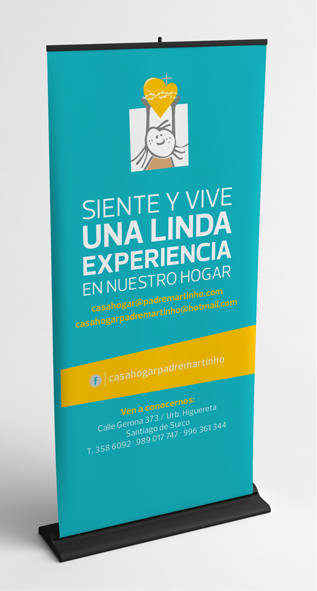 SIENTE Y VIVE
UNA LINDA
EXPERIENCIA
EN NUESTRO HOGAR
casahogar@padremartinho.com
casahogarpadremartinho@hotmail.com
f casahogarpadremartinho
Ven a conocernos:
Calle Gerona 373 / Urb. Higuereta
Santiago de Surco
T. 358 6092 · 989 017 747 · 996 361 344